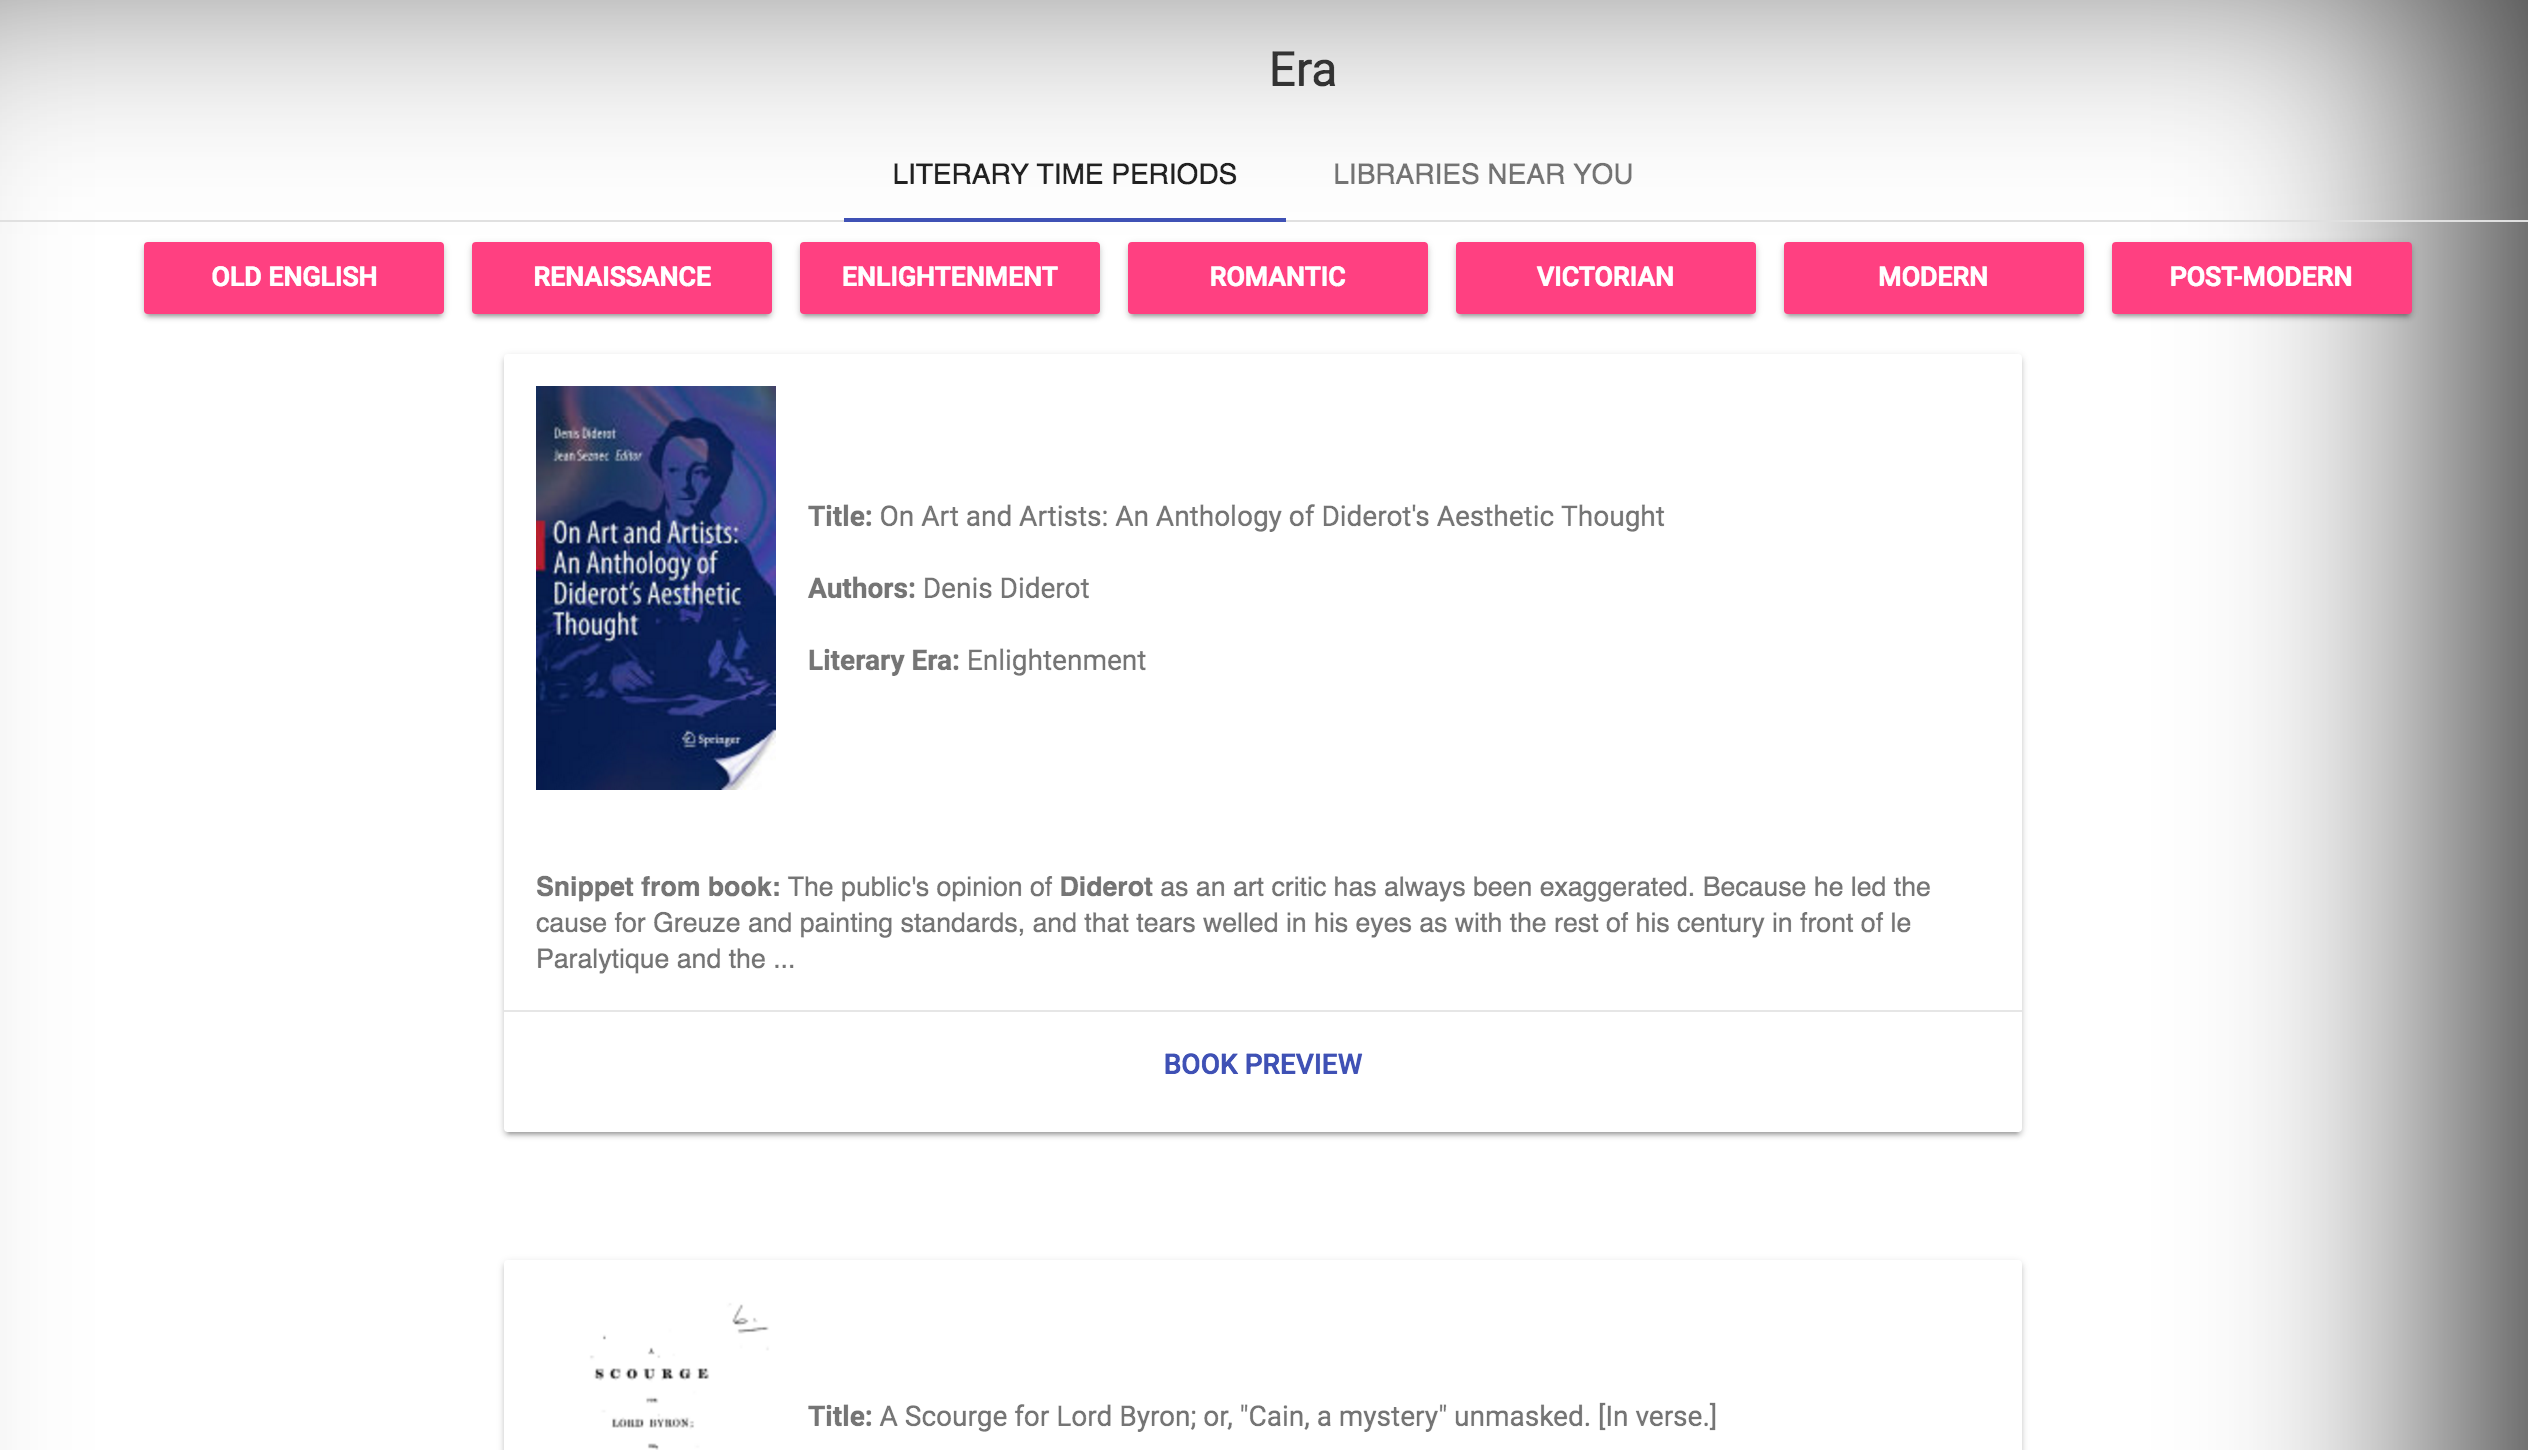 Era
LITERARY TIME PERIODS
LIBRARIES NEAR YOU
OLD ENGLISH
RENAISSANCE
ENLIGHTENMENT
ROMANTIC
VICTORIAN
MODERN
POST-MODERN
Denis Diderot
Jean Seznec Editor
On Art and Artists:
An Anthology of
Diderot's Aesthetic
Thought
Springer
Title: On Art and Artists: An Anthology of Diderot's Aesthetic Thought
Authors: Denis Diderot
Literary Era: Enlightenment
Snippet from book: The public's opinion of Diderot as an art critic has always been exaggerated. Because he led the
cause for Greuze and painting standards, and that tears welled in his eyes as with the rest of his century in front of le
Paralytique and the ...
BOOK PREVIEW
6.
A
SCOURGE
LORD BYRON;
Title: A Scourge for Lord Byron; or, "Cain, a mystery" unmasked. [In verse.]